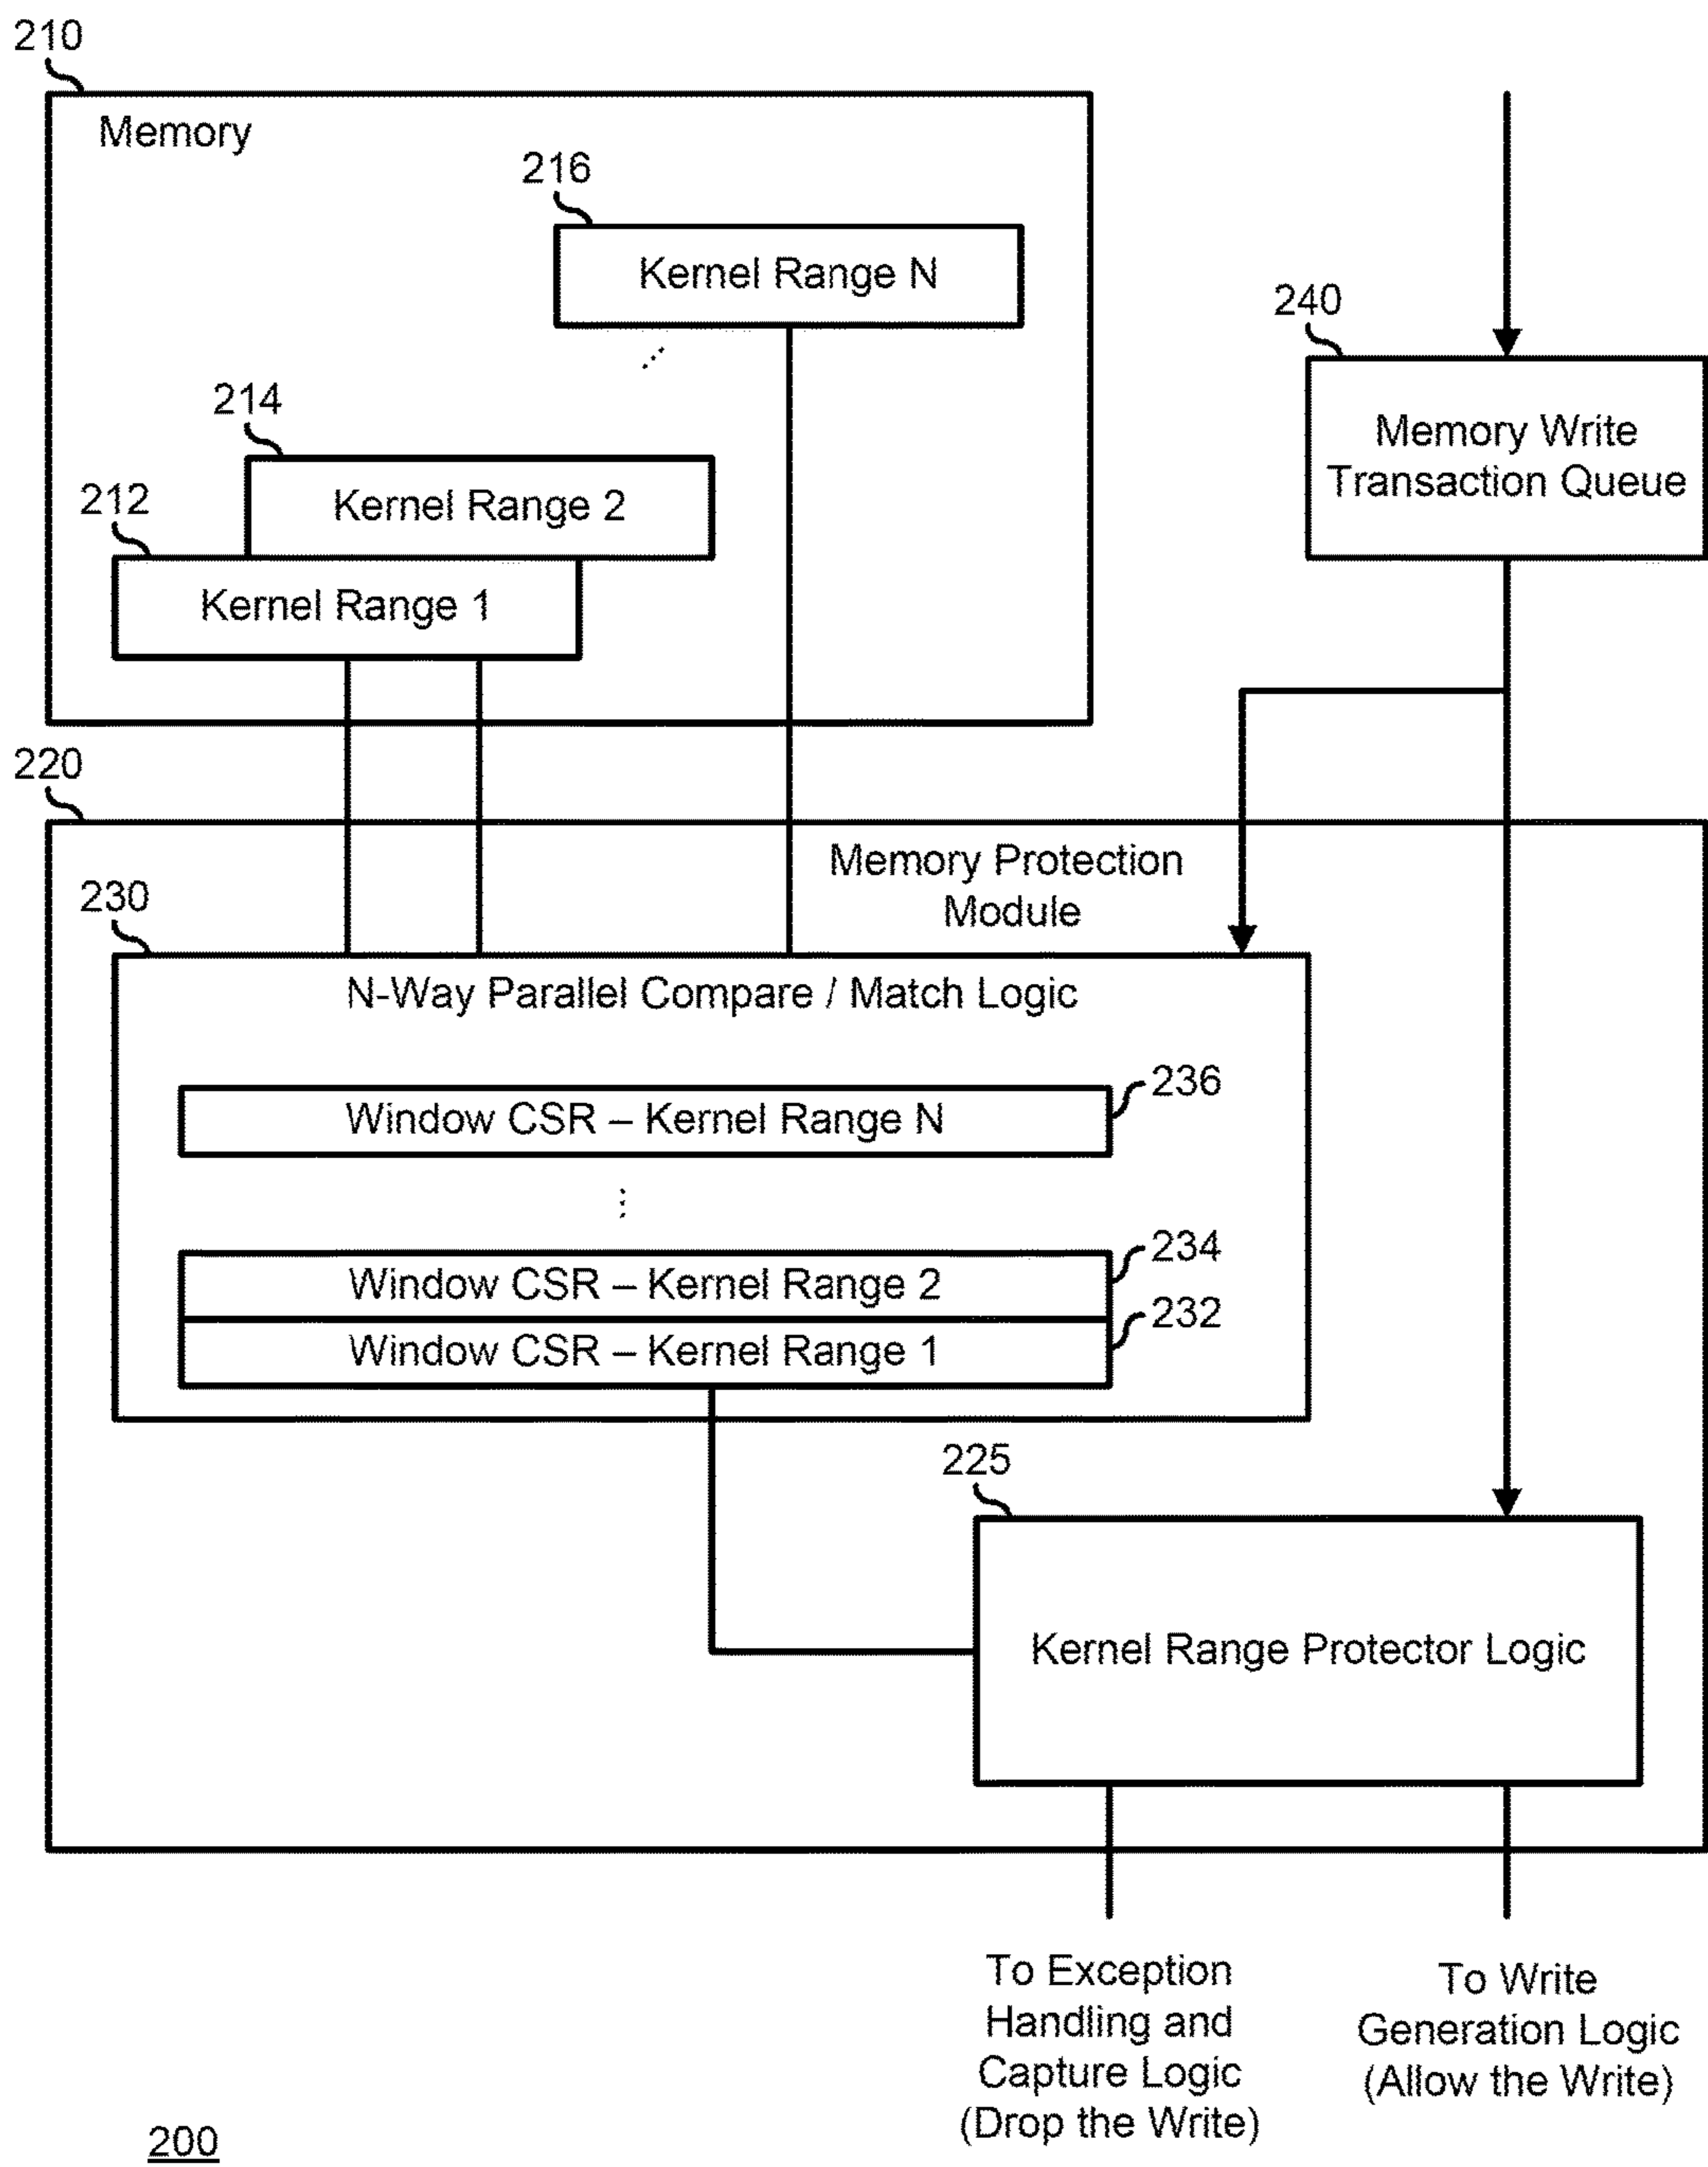 210
Memory
216
Kernel Range N
240
Memory Write
Transaction Queue
214
Kernel Range 2
212
Kernel Range 1
220
Memory Protection
Module
230
N-Way Parallel Compare / Match Logic
Window CSR – Kernel Range N
236
Window CSR – Kernel Range 2
234
Window CSR – Kernel Range 1
232
225
Kernel Range Protector Logic
To Exception
Handling and
Capture Logic
(Drop the Write)
To Write
Generation Logic
(Allow the Write)
200